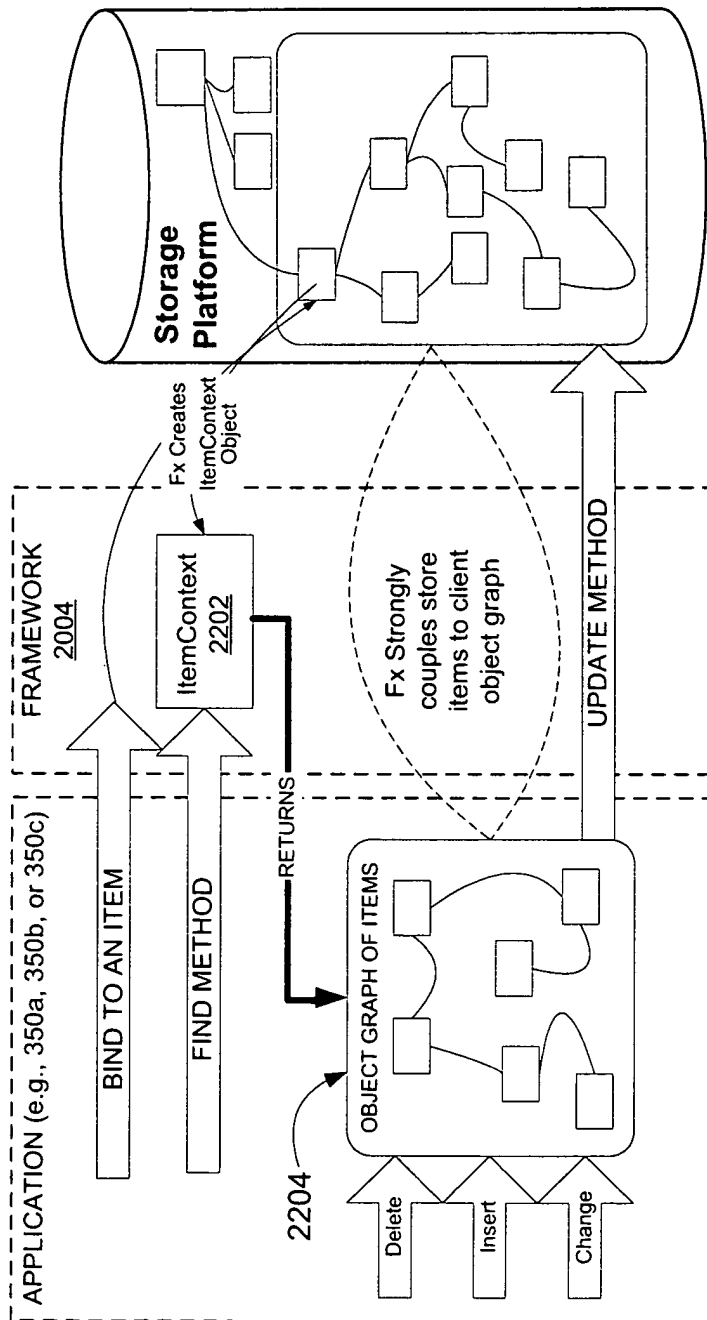 APPLICATION (e.g., 350a, 350b, or 350c)
BIND TO AN ITEM
FIND METHOD
2204
OBJECT GRAPH OF ITEMS
Delete
Insert
Change
RETURNS
FRAMEWORK
2004
ItemContext
2202
Fx Strongly
couples store
items to client
object graph
UPDATE METHOD
Fx Creates
ItemContext
Object
Storage
Platform